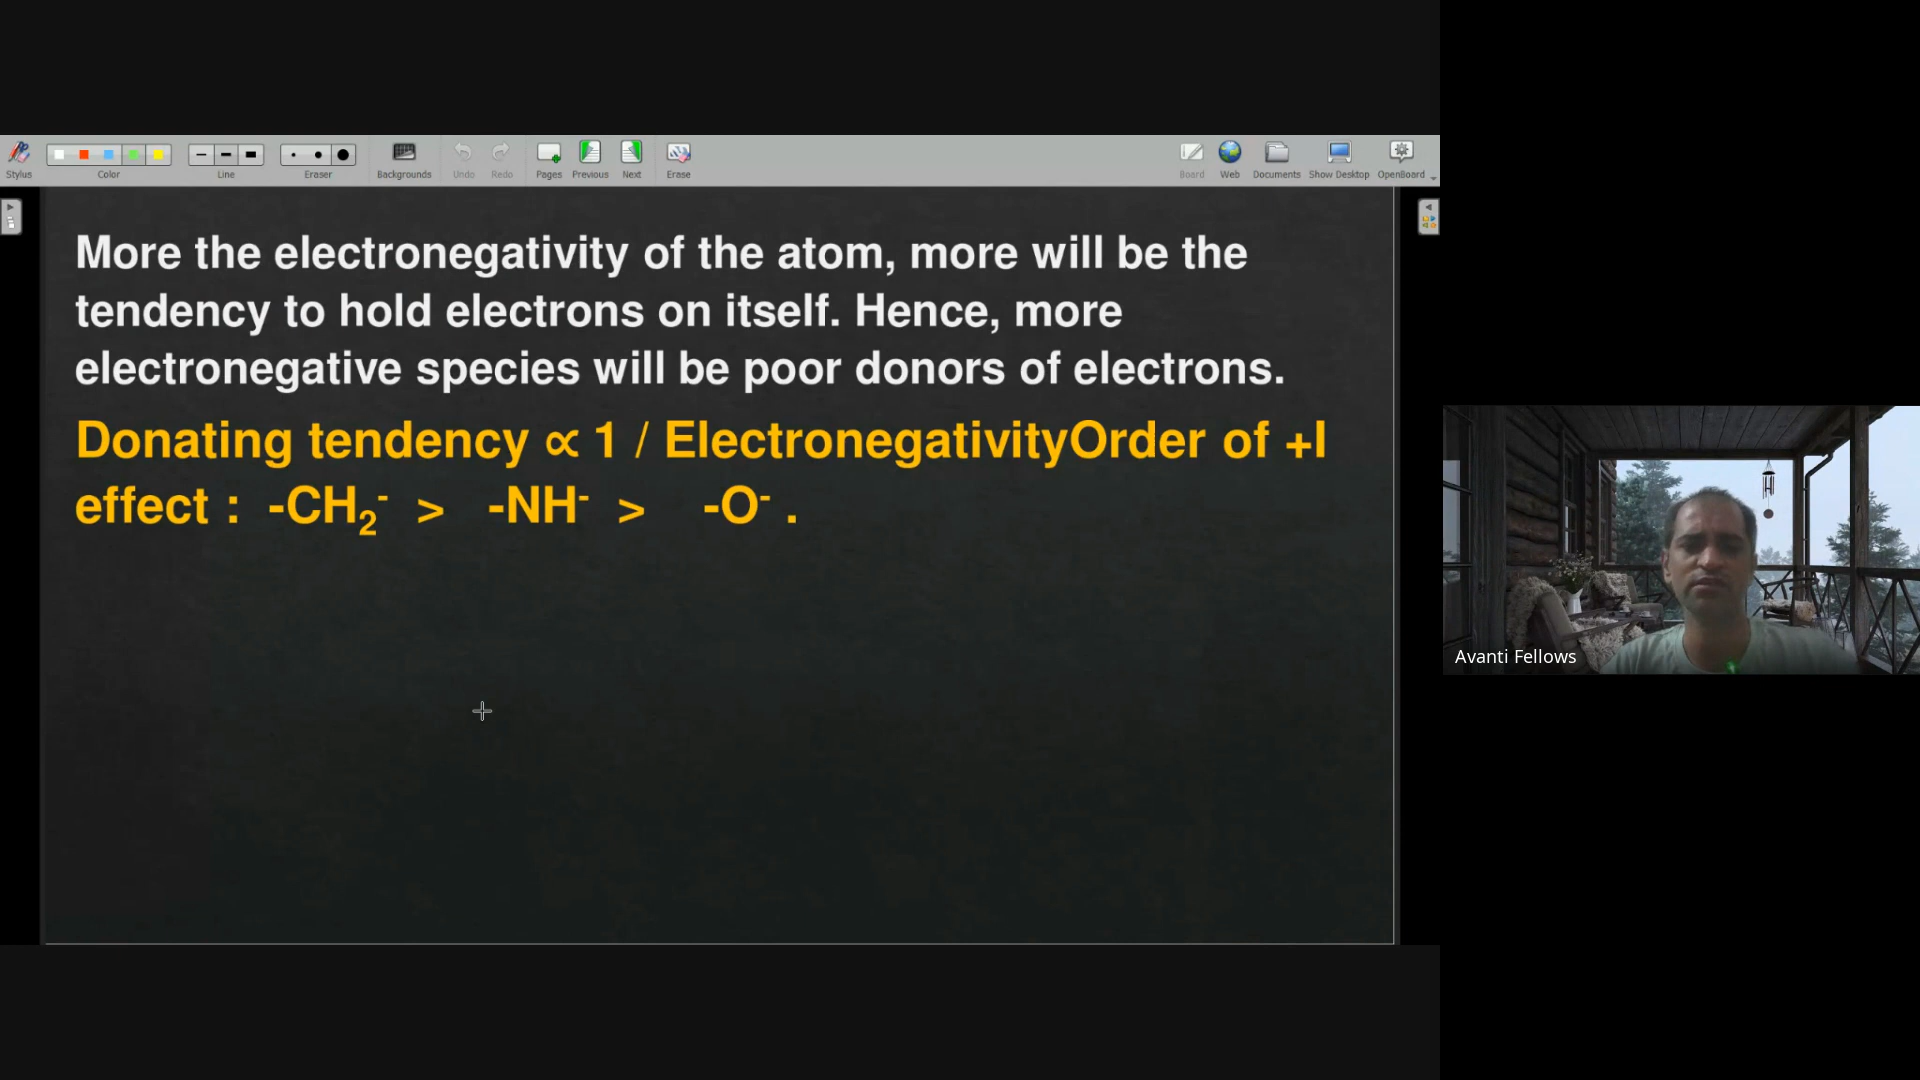 Stylus
Color
Line
Eraser
Backgrounds
Undo
Redo
Pages
Previous
Next
Erase
Board
Web
Documents
Show Desktop
OpenBoard
More the electronegativity of the atom, more will be the
tendency to hold electrons on itself. Hence, more
electronegative species will be poor donors of electrons.
Donating tendency ∝ 1 / ElectronegativityOrder of +I
effect : -CH₂⁻ > -NH⁻ > -O⁻ .
Avanti Fellows